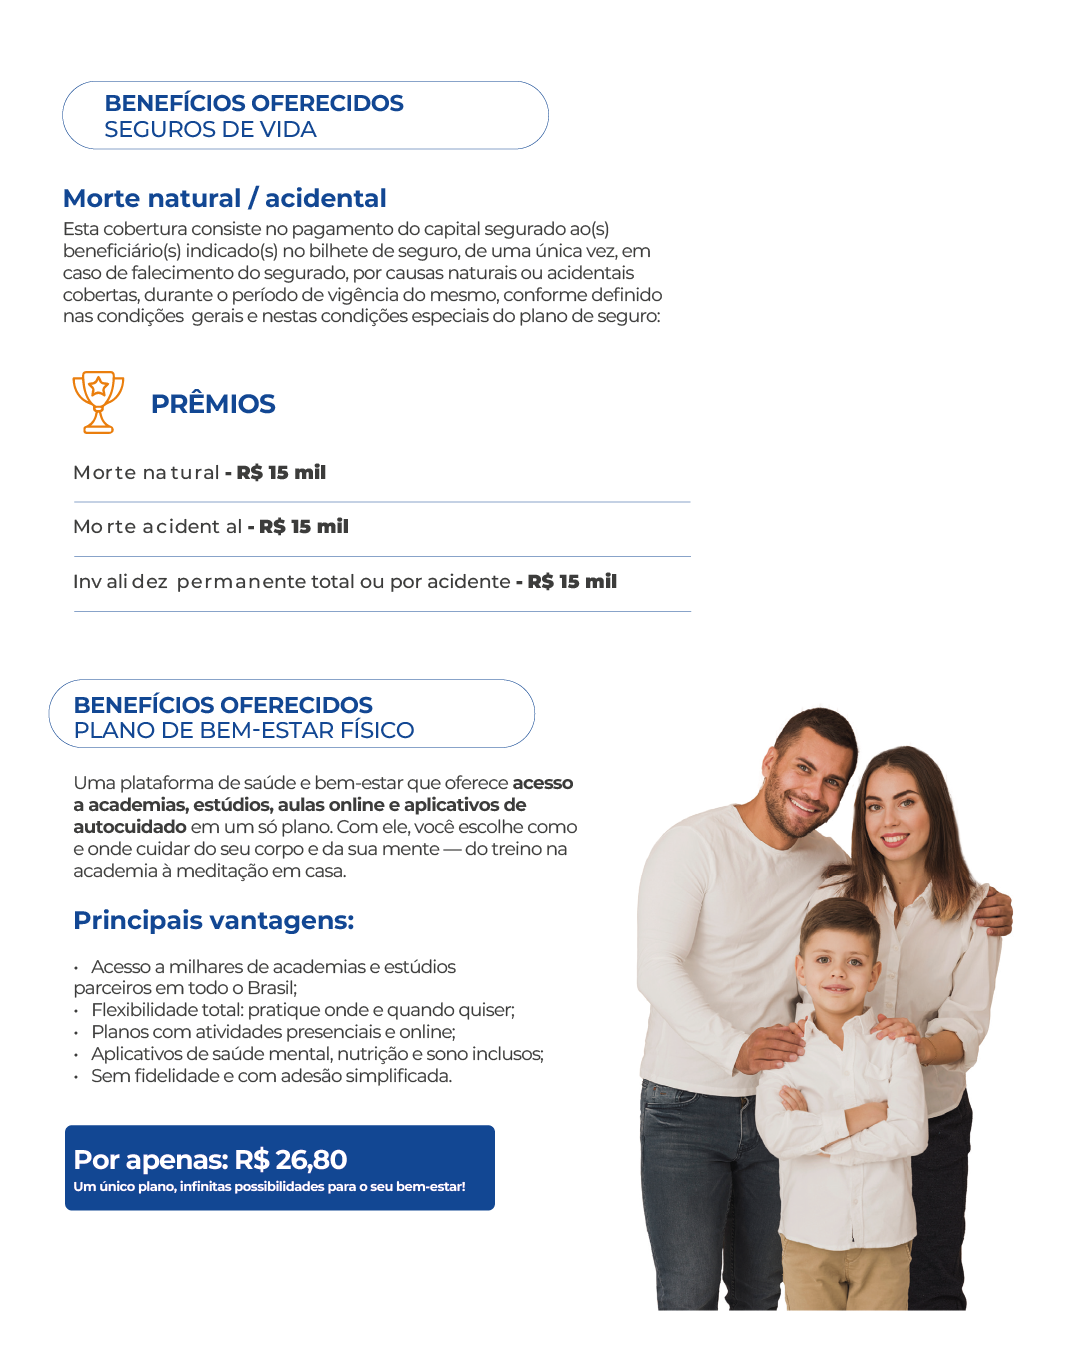 BENEFÍCIOS OFERECIDOS
SEGUROS DE VIDA
Morte natural / acidental
Esta cobertura consiste no pagamento do capital segurado ao(s)
beneficiário(s) indicado(s) no bilhete de seguro, de uma única vez, em
caso de falecimento do segurado, por causas naturais ou acidentais
cobertas, durante o período de vigência do mesmo, conforme definido
nas condições gerais e nestas condições especiais do plano de seguro:
PRÊMIOS
Morte natural - R$ 15 mil
Morte acidental - R$ 15 mil
Invalidez permanente total ou por acidente - R$ 15 mil
BENEFÍCIOS OFERECIDOS
PLANO DE BEM-ESTAR FÍSICO
Uma plataforma de saúde e bem-estar que oferece acesso
a academias, estúdios, aulas online e aplicativos de
autocuidado em um só plano. Com ele, você escolhe como
e onde cuidar do seu corpo e da sua mente — do treino na
academia à meditação em casa.
Principais vantagens:
• Acesso a milhares de academias e estúdios
parceiros em todo o Brasil;
• Flexibilidade total: pratique onde e quando quiser;
• Planos com atividades presenciais e online;
• Aplicativos de saúde mental, nutrição e sono inclusos;
• Sem fidelidade e com adesão simplificada.
Por apenas: R$ 26,80
Um único plano, infinitas possibilidades para o seu bem-estar!